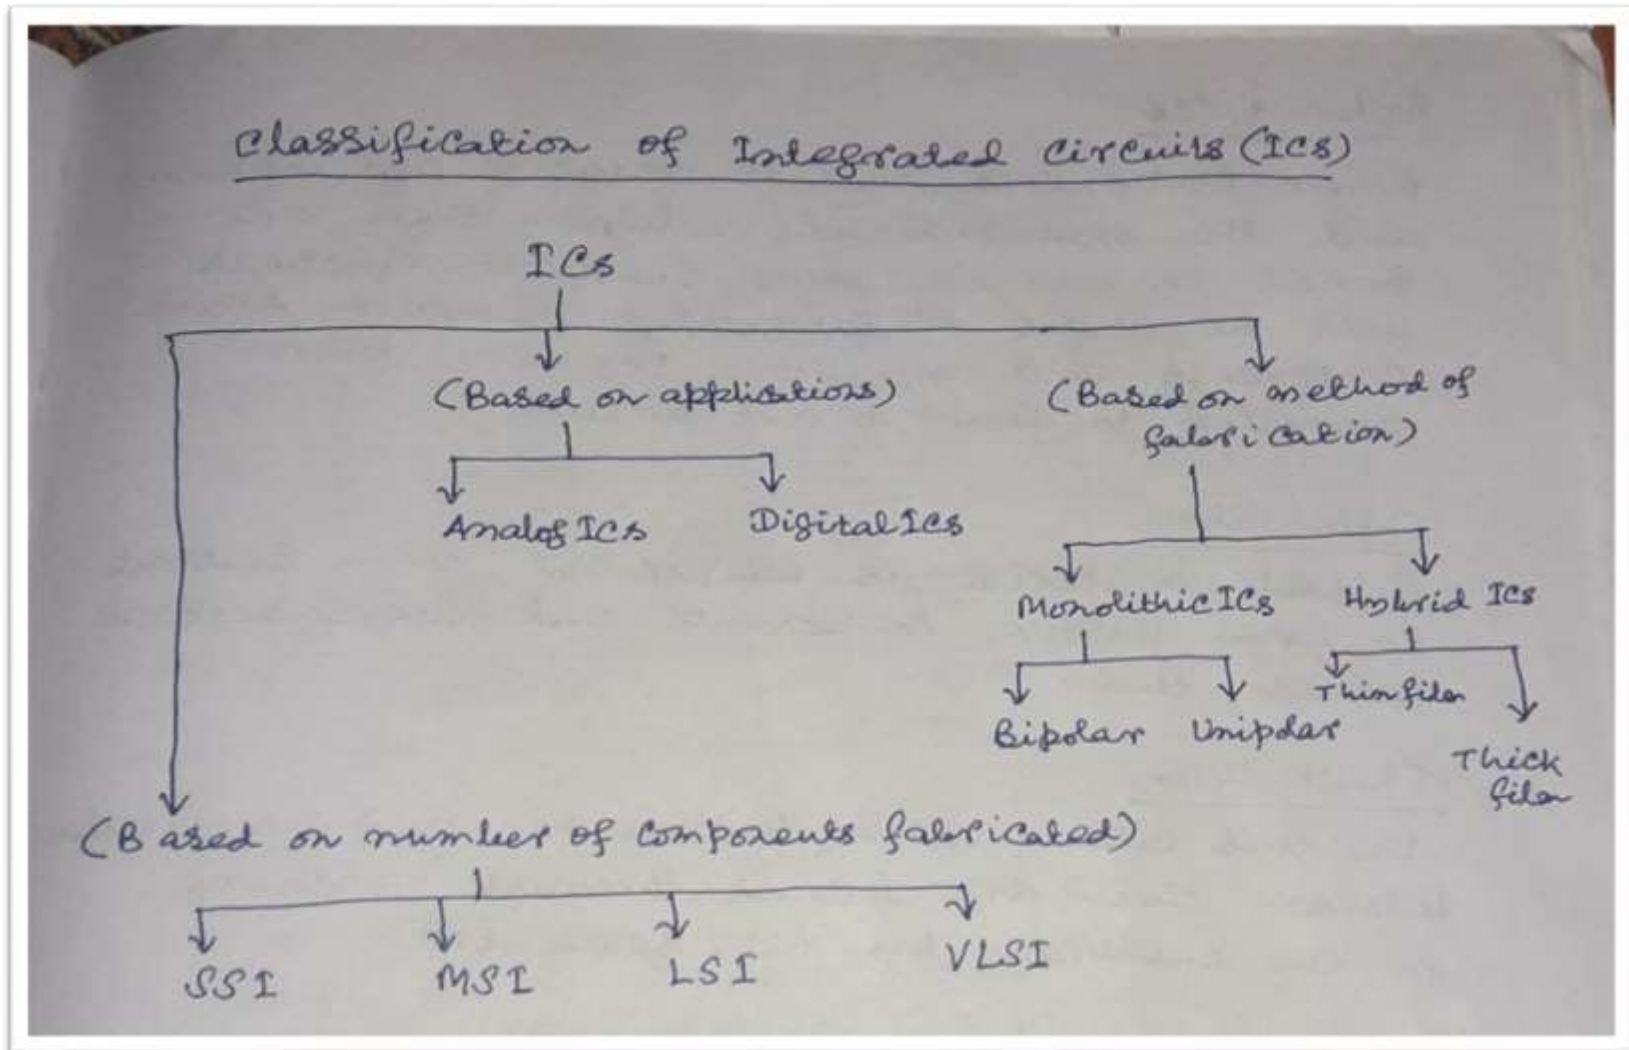 Classification of Integrated Circuits (ICs)
ICs
(Based on applications)
(Based on method of
fabrication)
Analog ICs
Digital ICs
Monolithic ICs
Hybrid ICs
Bipolar
Unipolar
Thin film
Thick
film
(Based on number of components fabricated)
SSI
MSI
LSI
VLSI